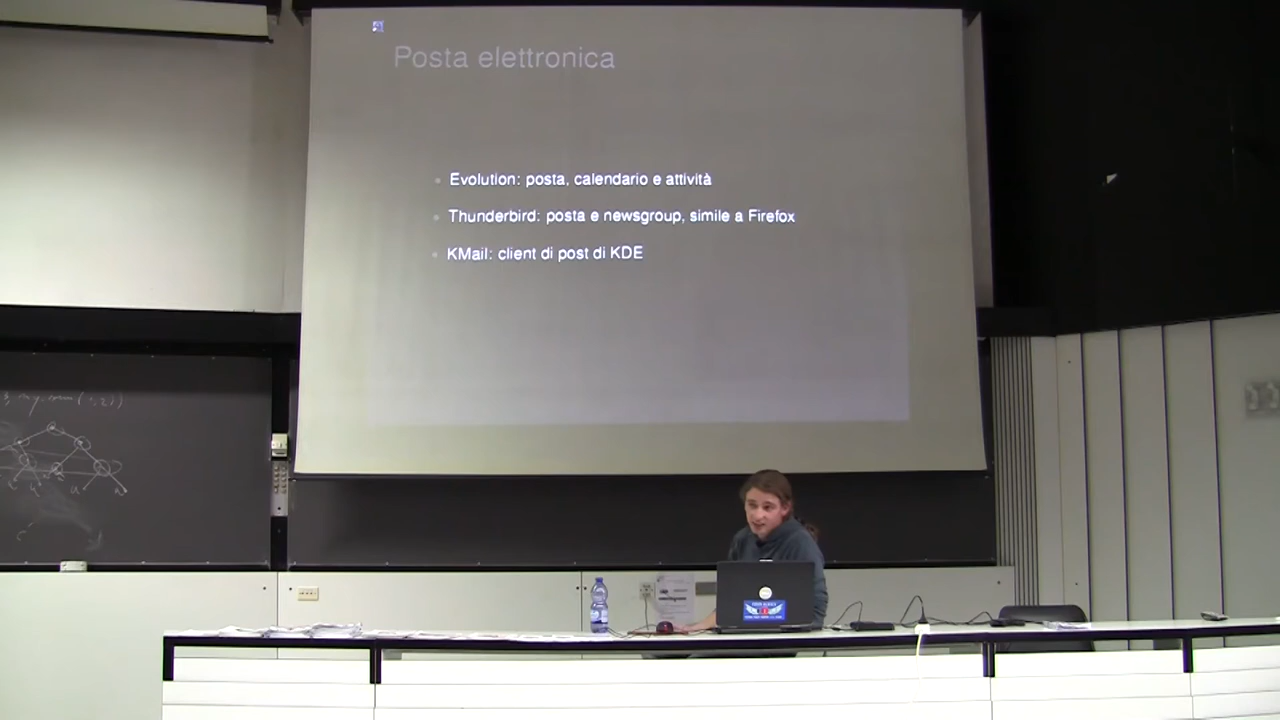 Posta elettronica
Evolution: posta, calendario e attività
Thunderbird: posta e newsgroup, simile a Firefox
KMail: client di post di KDE